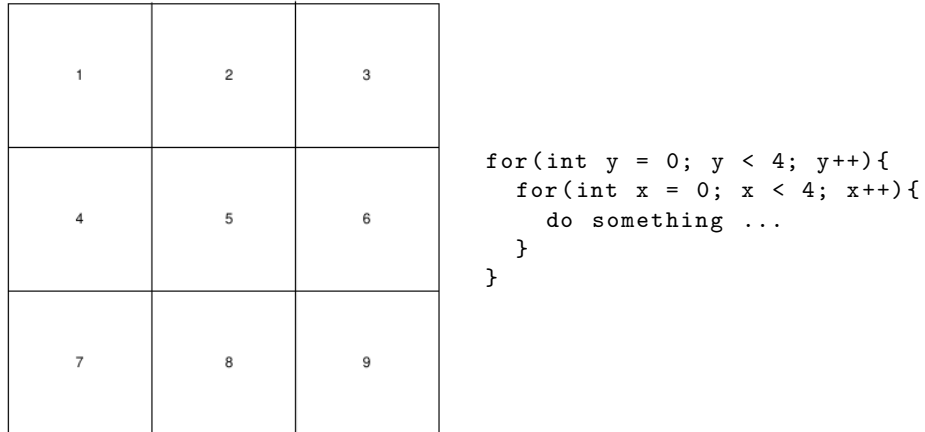 1 2 3
4 5 6
7 8 9
for(int y = 0; y < 4; y++){
  for(int x = 0; x < 4; x++){
    do something ...
  }
}